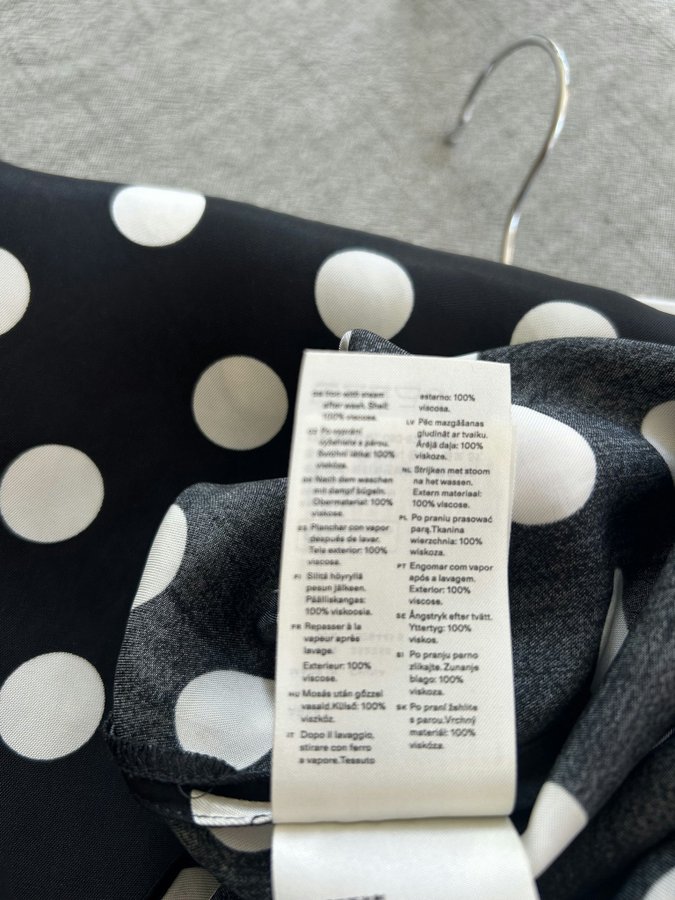 GB Iron with steam
after wash. Shell:
100% viscose.
CZ Po vyprání
vyžehlete s párou.
Svrchní látka: 100%
viskóza.
DE Nach dem waschen
mit dampf bügeln.
Obermaterial: 100%
viskose.
ES Planchar con vapor
después de lavar.
Tela exterior: 100%
viscosa.
FI Silitä höyryllä
pesun jälkeen.
Päällikangas:
100% viskoosia.
FR Repasser à la
vapeur après
lavage.
Exterieur: 100%
viscose.
HU Mosás után gőzzel
vasald.Külső: 100%
viszkóz.
IT Dopo il lavaggio,
stirare con ferro
a vapore.Tessuto
esterno: 100%
viscosa.
LV Pēc mazgāšanas
gludināt ar tvaiku.
Ārējā daļa: 100%
viskoze.
NL Strijken met stoom
na het wassen.
Extern materiaal:
100% viscose.
PL Po praniu prasować
parą.Tkanina
wierzchnia: 100%
wiskoza.
PT Engomar com vapor
após a lavagem.
Exterior: 100%
viscose.
SE Ångstryk efter tvätt.
Yttertyg: 100%
viskos.
SI Po pranju parno
zlikajte.Zunanje
blago: 100%
viskoza.
SK Po praní žehlite
s parou.Vrchný
materiál: 100%
viskóza.